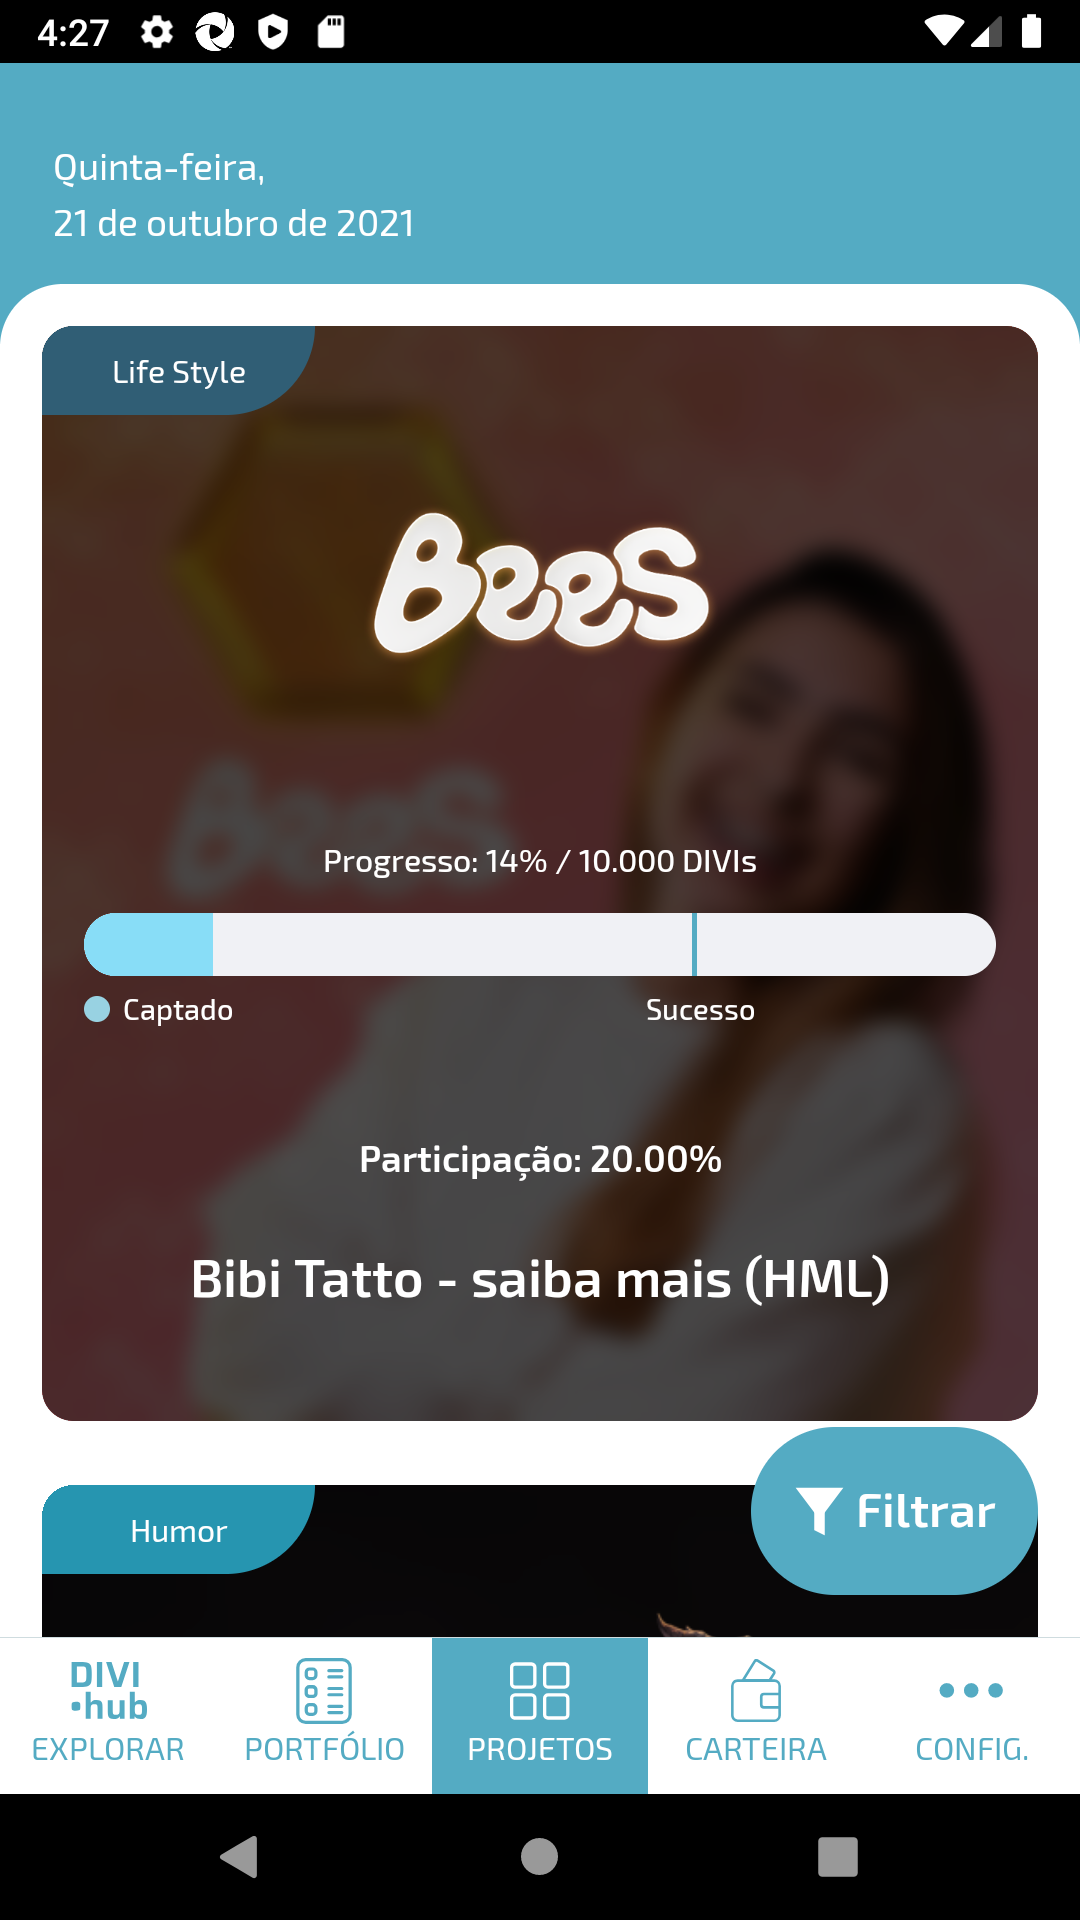 4:27
Quinta-feira,
21 de outubro de 2021
Life Style
Bees
Bees
Progresso: 14% / 10.000 DIVIs
Captado
Sucesso
Participação: 20.00%
Bibi Tatto - saiba mais (HML)
Filtrar
Humor
DIVI
hub
EXPLORAR
PORTFÓLIO
PROJETOS
CARTEIRA
CONFIG.